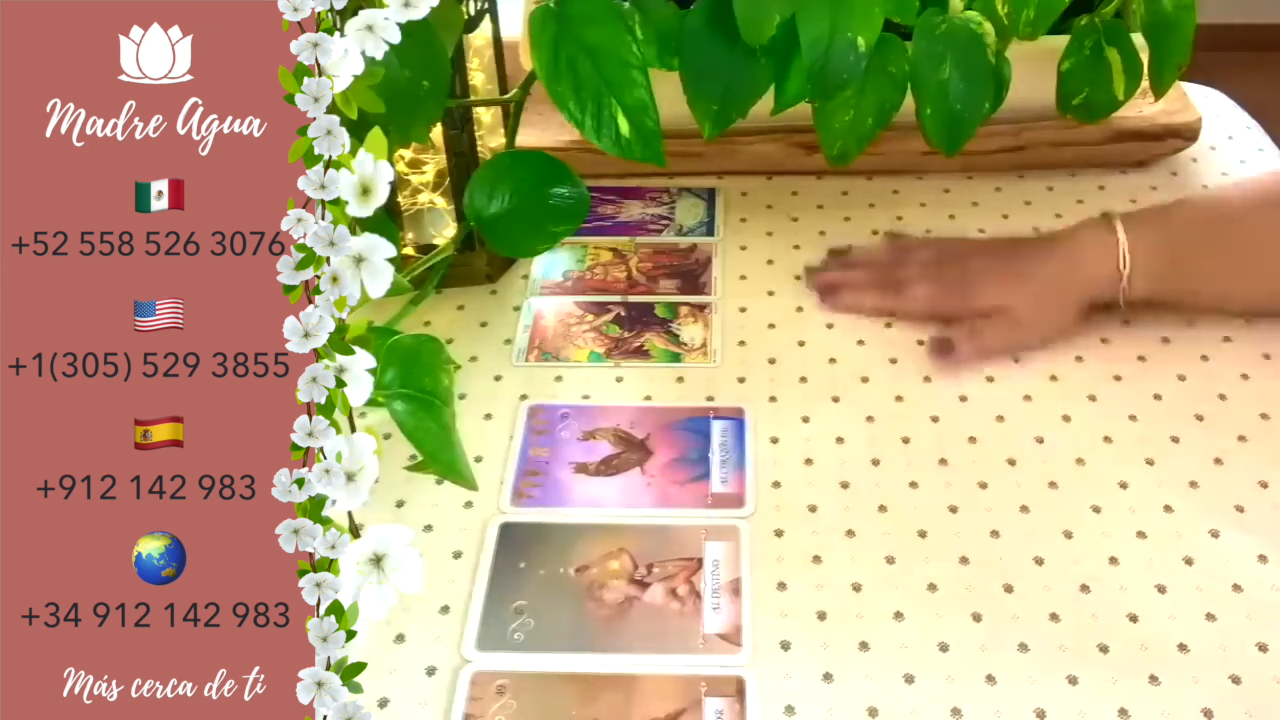 Madre Agua
+52 558 526 3076
+1(305) 529 3855
+912 142 983
+34 912 142 983
Más cerca de ti
AL CORAZÓN DE
AL DESTINO